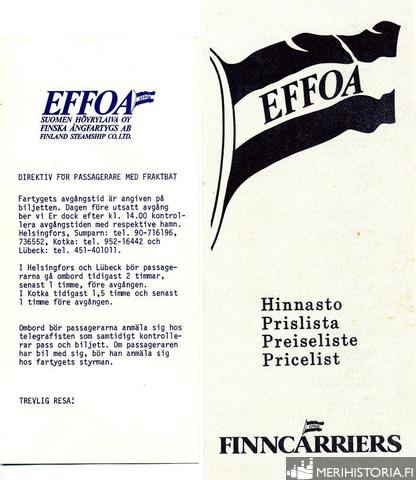 EFFOA
SUOMEN HÖYRYLAIVA OY
FINSKA ÅNGFARTYGS AB
FINLAND STEAMSHIP CO. LTD.
DIREKTIV FÖR PASSAGERARE MED FRAKTBAT
Fartygets avgångstid är angiven på
biljetten. Dagen före utsatt avgång
ber vi Er dock efter kl. 14.00 kontrol-
lera avgångstiden med respektive hamn.
Helsingfors, Sumparn: tel. 90-716196,
736552, Kotka: tel. 952-16442 och
Lübeck: tel. 451-401011.
I Helsingfors och Lübeck bör passage-
rarna gå ombord tidigast 2 timmar,
senast 1 timme, före avgången.
I Kotka tidigast 1,5 timme och senast
1 timme före avgången.
Ombord bör passagerarna anmäla sig hos
telegrafisten som samtidigt kontrolle-
rar pass och biljett. Om passageraren
har bil med sig, bör han anmäla sig
hos fartygets styrman.
TREVLIG RESA!
EFFOA
Hinnasto
Prislista
Preiseliste
Pricelist
EFFOA
FINNCARRIERS
MERIHISTORIA.FI